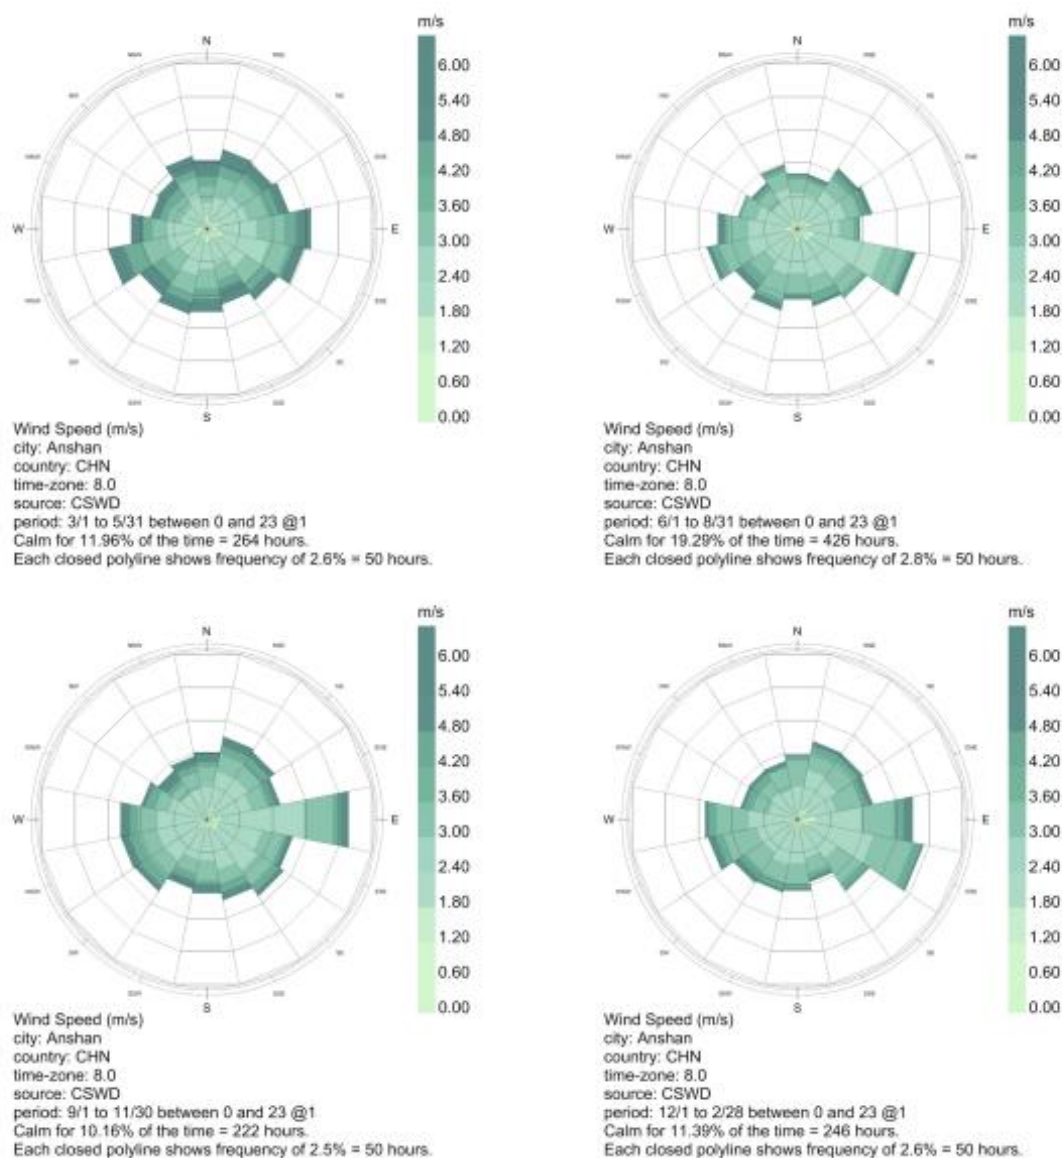 m/s
N
W
E
S
6.00
5.40
4.80
4.20
3.60
3.00
2.40
1.80
1.20
0.60
0.00
Wind Speed (m/s)
city: Anshan
country: CHN
time-zone: 8.0
source: CSWD
period: 3/1 to 5/31 between 0 and 23 @1
Calm for 11.96% of the time = 264 hours.
Each closed polyline shows frequency of 2.6% = 50 hours.
m/s
N
W
E
S
6.00
5.40
4.80
4.20
3.60
3.00
2.40
1.80
1.20
0.60
0.00
Wind Speed (m/s)
city: Anshan
country: CHN
time-zone: 8.0
source: CSWD
period: 6/1 to 8/31 between 0 and 23 @1
Calm for 19.29% of the time = 426 hours.
Each closed polyline shows frequency of 2.8% = 50 hours.
m/s
N
W
E
S
6.00
5.40
4.80
4.20
3.60
3.00
2.40
1.80
1.20
0.60
0.00
Wind Speed (m/s)
city: Anshan
country: CHN
time-zone: 8.0
source: CSWD
period: 9/1 to 11/30 between 0 and 23 @1
Calm for 10.16% of the time = 222 hours.
Each closed polyline shows frequency of 2.5% = 50 hours.
m/s
N
W
E
S
6.00
5.40
4.80
4.20
3.60
3.00
2.40
1.80
1.20
0.60
0.00
Wind Speed (m/s)
city: Anshan
country: CHN
time-zone: 8.0
source: CSWD
period: 12/1 to 2/28 between 0 and 23 @1
Calm for 11.39% of the time = 246 hours.
Each closed polyline shows frequency of 2.6% = 50 hours.